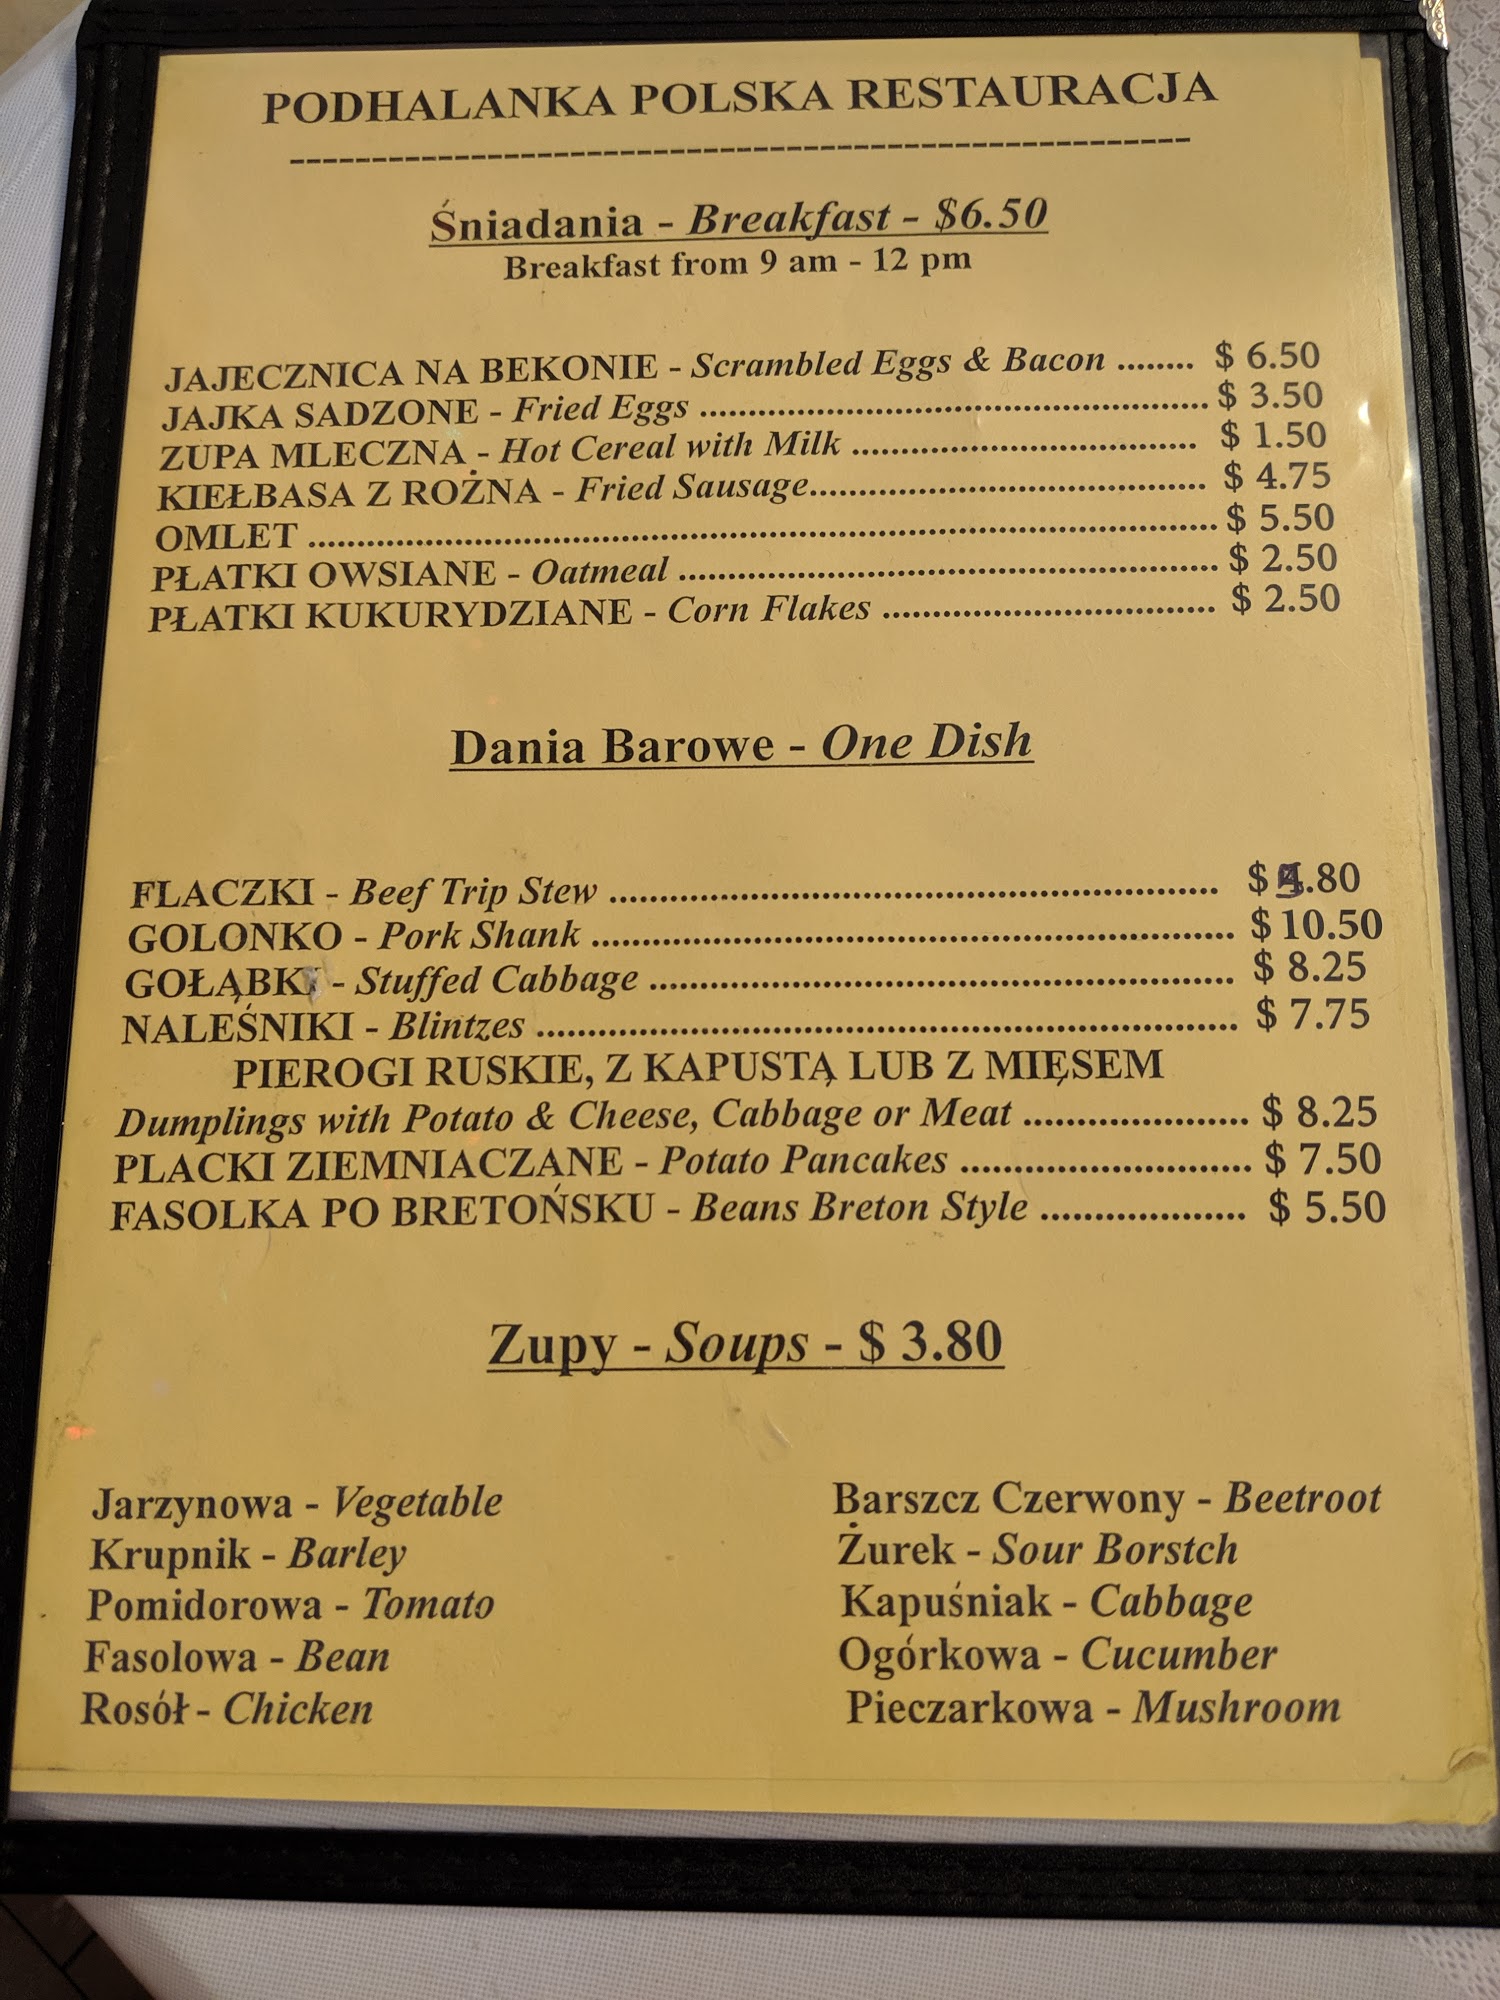 PODHALANKA POLSKA RESTAURACJA
-------------------------------------------------------
Śniadania - Breakfast - $6.50
Breakfast from 9 am - 12 pm
JAJECZNICA NA BEKONIE - Scrambled Eggs & Bacon ........ $ 6.50
JAJKA SADZONE - Fried Eggs .................................................... $ 3.50
ZUPA MLECZNA - Hot Cereal with Milk ................................... $ 1.50
KIEŁBASA Z ROŻNA - Fried Sausage......................................... $ 4.75
OMLET ............................................................................................. $ 5.50
PŁATKI OWSIANE - Oatmeal ....................................................... $ 2.50
PŁATKI KUKURYDZIANE - Corn Flakes .................................. $ 2.50
Dania Barowe - One Dish
FLACZKI - Beef Trip Stew ............................................................. $ .80
GOLONKO - Pork Shank ............................................................. $ 10.50
GOŁĄBKI - Stuffed Cabbage ....................................................... $ 8.25
NALEŚNIKI - Blintzes .................................................................. $ 7.75
PIEROGI RUSKIE, Z KAPUSTĄ LUB Z MIĘSEM
Dumplings with Potato & Cheese, Cabbage or Meat ..................... $ 8.25
PLACKI ZIEMNIACZANE - Potato Pancakes ........................... $ 7.50
FASOLKA PO BRETOŃSKU - Beans Breton Style ................... $ 5.50
Zupy - Soups - $ 3.80
Jarzynowa - Vegetable
Krupnik - Barley
Pomidorowa - Tomato
Fasolowa - Bean
Rosół - Chicken
Barszcz Czerwony - Beetroot
Żurek - Sour Borstch
Kapuśniak - Cabbage
Ogórkowa - Cucumber
Pieczarkowa - Mushroom